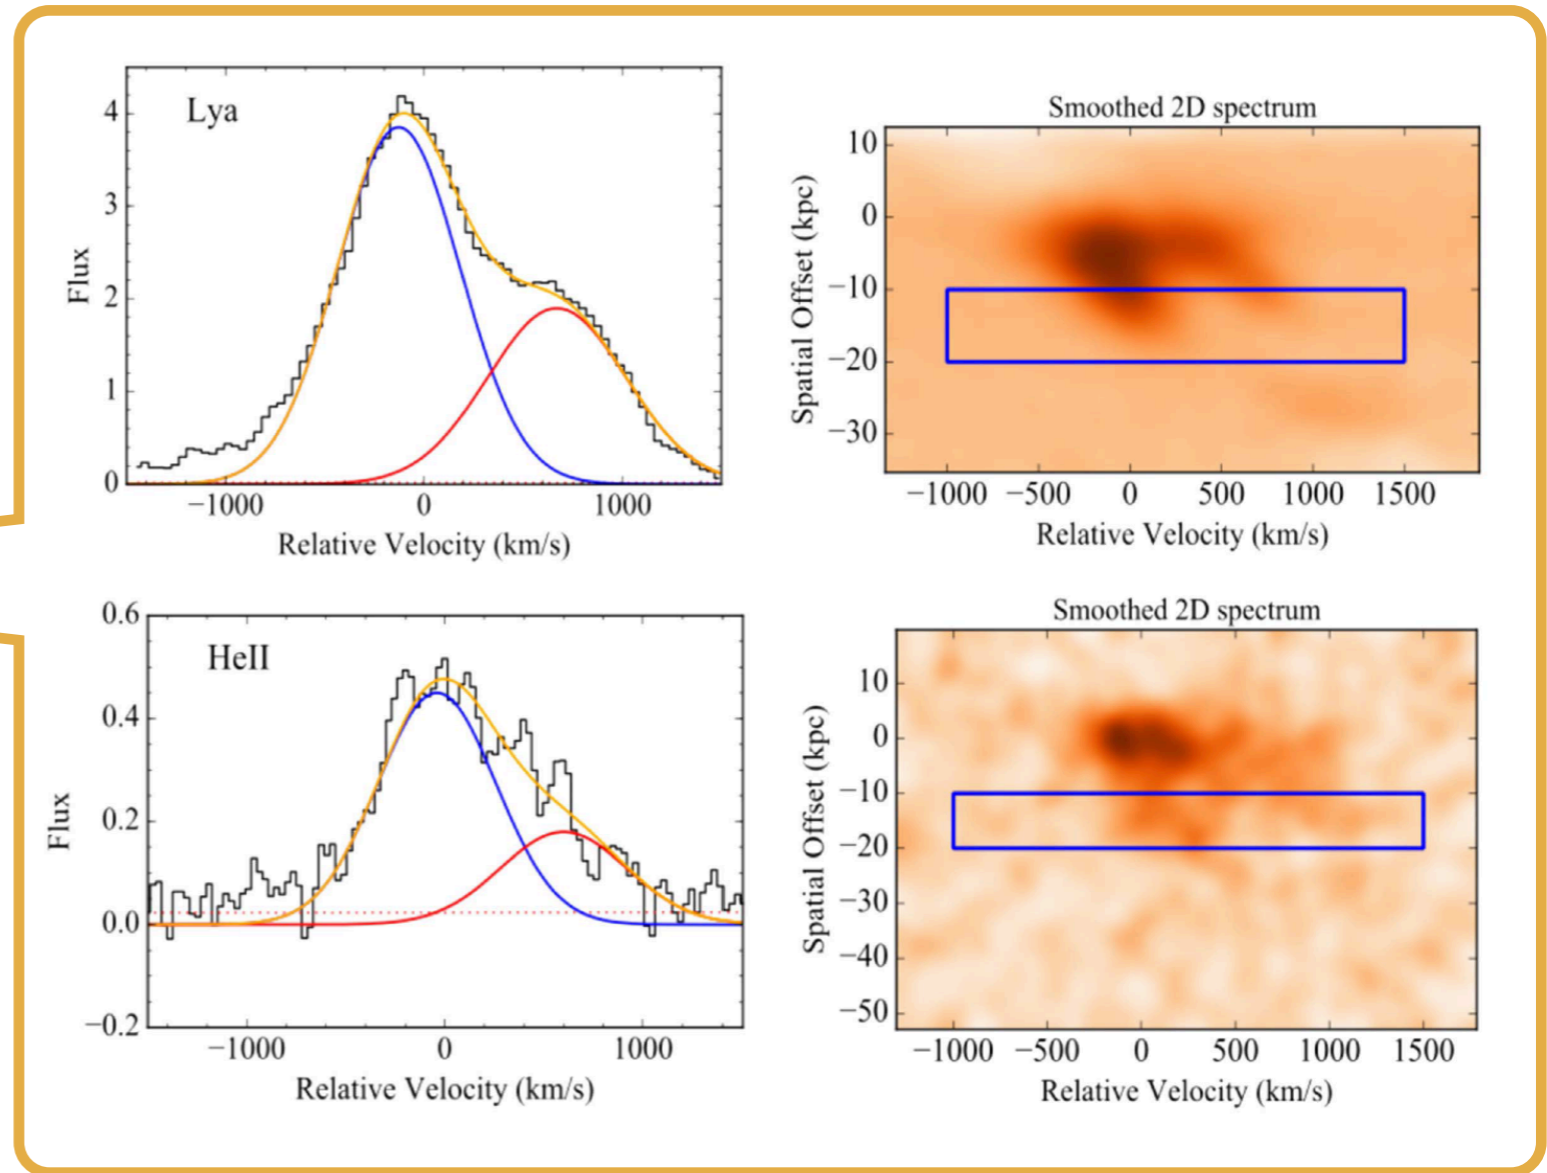 Lya
4
3
2
1
0
Flux
−1000
0
1000
Relative Velocity (km/s)
Smoothed 2D spectrum
10
0
−10
−20
−30
Spatial Offset (kpc)
−1000 −500 0 500 1000 1500
Relative Velocity (km/s)
HeII
0.6
0.4
0.2
0.0
−0.2
Flux
−1000
0
1000
Relative Velocity (km/s)
Smoothed 2D spectrum
10
0
−10
−20
−30
−40
−50
Spatial Offset (kpc)
−1000 −500 0 500 1000 1500
Relative Velocity (km/s)